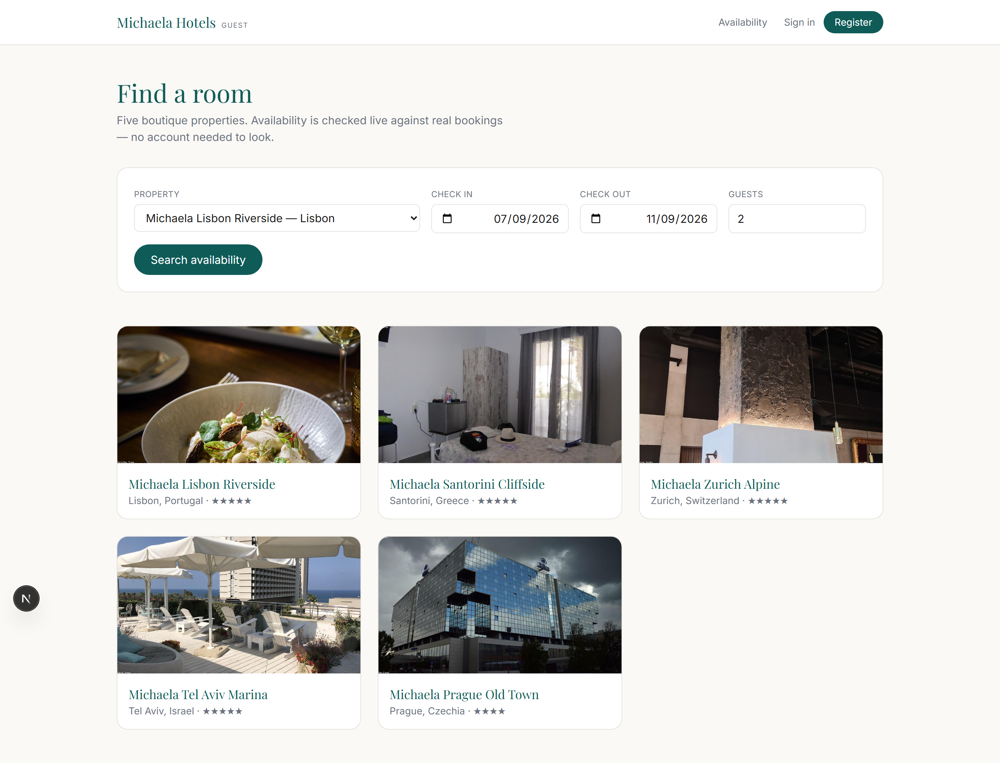 Michaela Hotels GUEST
Availability
Sign in
Register
Find a room
Five boutique properties. Availability is checked live against real bookings
— no account needed to look.
PROPERTY
CHECK IN
CHECK OUT
GUESTS
Michaela Lisbon Riverside — Lisbon
07/09/2026
11/09/2026
2
Search availability
Michaela Lisbon Riverside
Lisbon, Portugal · ★★★★★
Michaela Santorini Cliffside
Santorini, Greece · ★★★★★
Michaela Zurich Alpine
Zurich, Switzerland · ★★★★★
N
Michaela Tel Aviv Marina
Tel Aviv, Israel · ★★★★★
Michaela Prague Old Town
Prague, Czechia · ★★★★